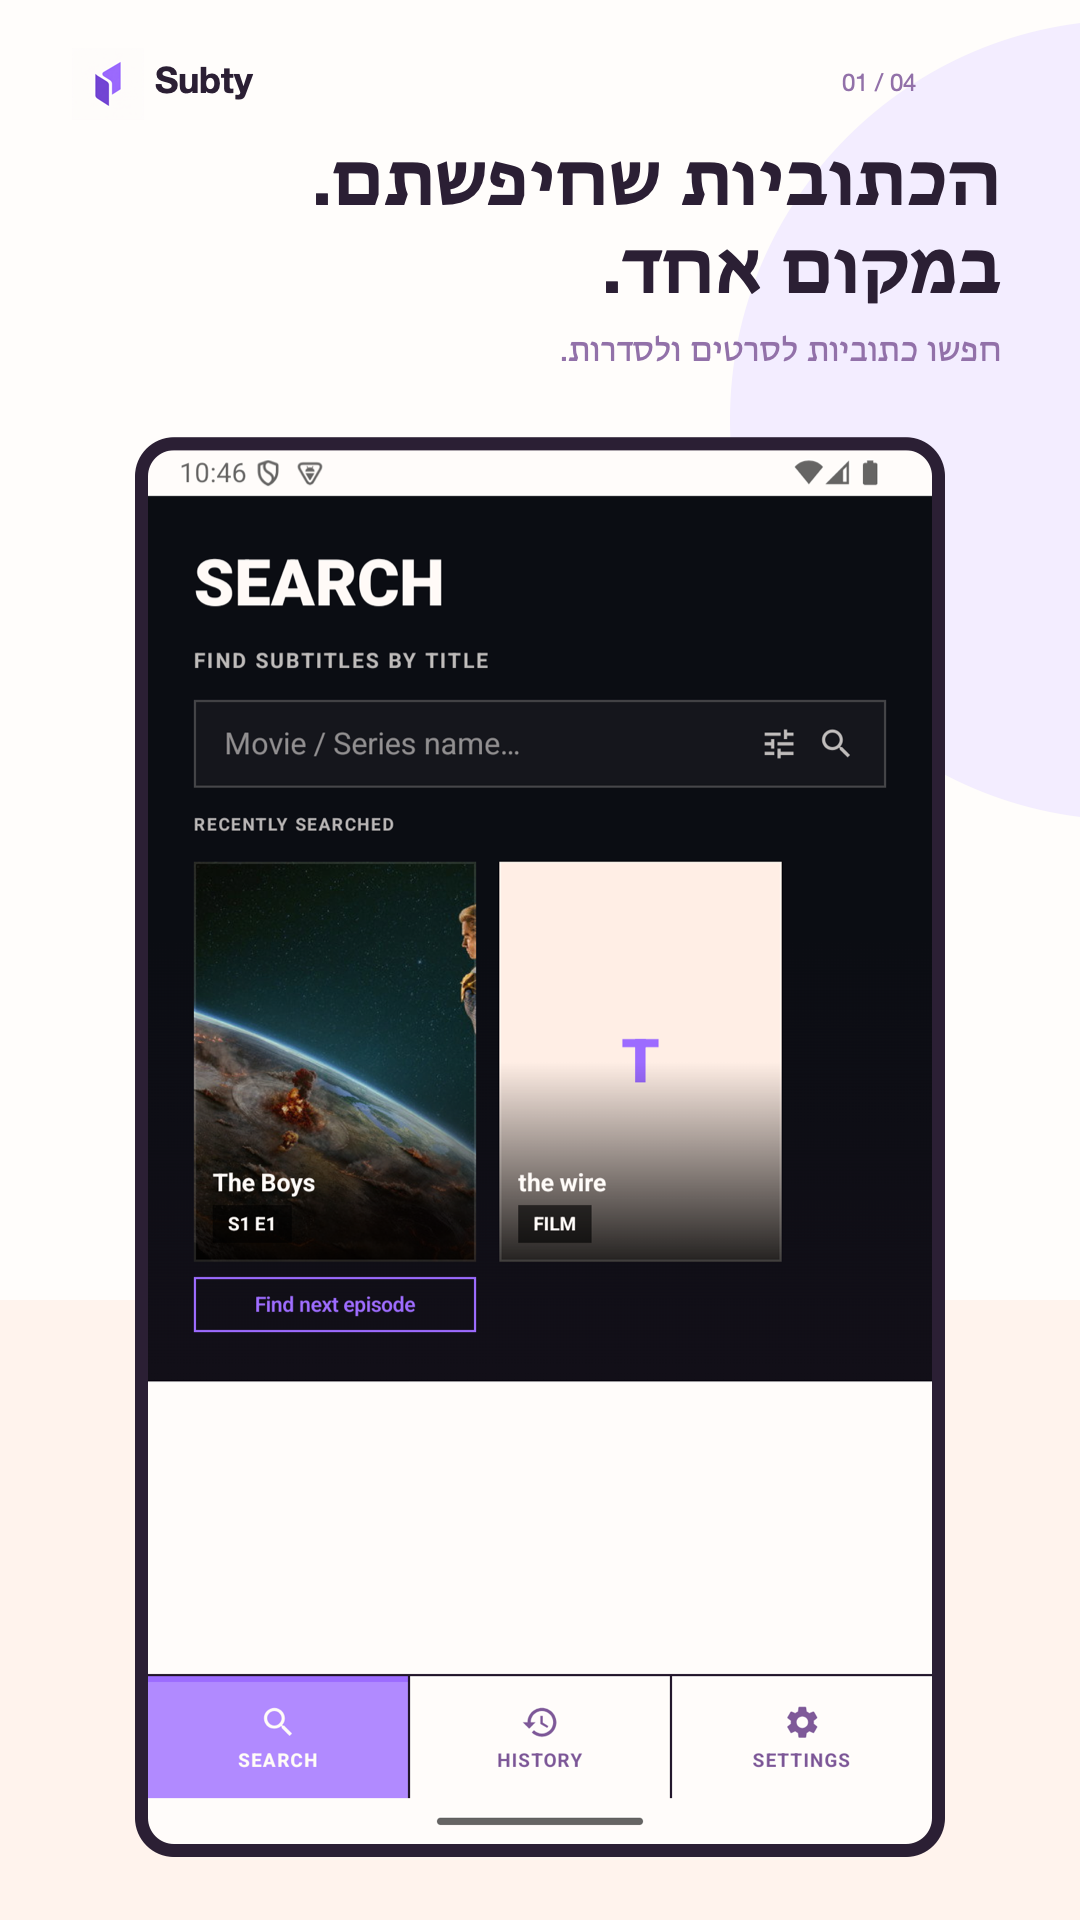 Subty
01 / 04
הכתוביות שחיפשתם.
במקום אחד.
חפשו כתוביות לסרטים ולסדרות.
10:46
SEARCH
FIND SUBTITLES BY TITLE
Movie / Series name...
RECENTLY SEARCHED
The Boys
S1 E1
the wire
FILM
T
Find next episode
SEARCH
HISTORY
SETTINGS